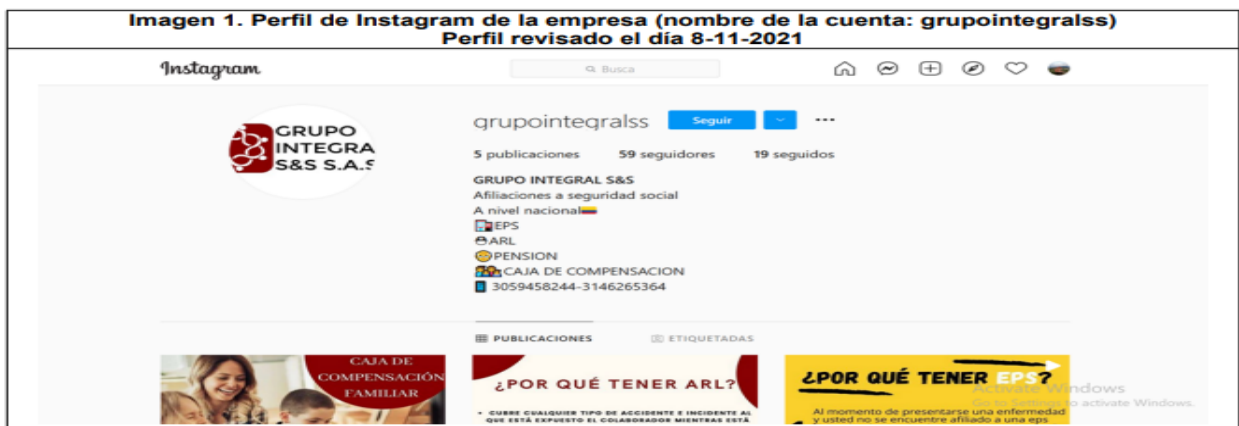 Imagen 1. Perfil de Instagram de la empresa (nombre de la cuenta: grupointegralss)
Perfil revisado el día 8-11-2021
Instagram
Busca
GRUPO
INTEGRA
S&S S.A.S
grupointegralss Seguir
5 publicaciones 59 seguidores 19 seguidos
GRUPO INTEGRAL S&S
Afiliaciones a seguridad social
A nivel nacional
EPS
ARL
PENSION
CAJA DE COMPENSACION
3059458244-3146265364
PUBLICACIONES ETIQUETADAS
CAJA DE
COMPENSACIÓN
FAMILIAR
¿POR QUÉ TENER ARL?
• CUBRE CUALQUIER TIPO DE ACCIDENTE E INCIDENTE AL
QUE ESTÁ EXPUESTO EL COLABORADOR MIENTRAS ESTÁ
¿POR QUÉ TENER EPS?
Al momento de presentarse una enfermedad
y usted no se encuentre afiliado a una eps
Activate Windows
Go to Settings to activate Windows.